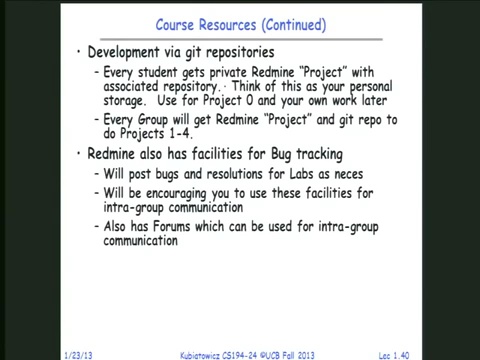 Course Resources (Continued)
• Development via git repositories
– Every student gets private Redmine “Project” with
associated repository. Think of this as your personal
storage. Use for Project 0 and your own work later
– Every Group will get Redmine “Project” and git repo to
do Projects 1-4.
• Redmine also has facilities for Bug tracking
– Will post bugs and resolutions for Labs as neces
– Will be encouraging you to use these facilities for
intra-group communication
– Also has Forums which can be used for intra-group
communication
1/23/13
Kubiatowicz CS194-24 ©UCB Fall 2013
Lec 1.40